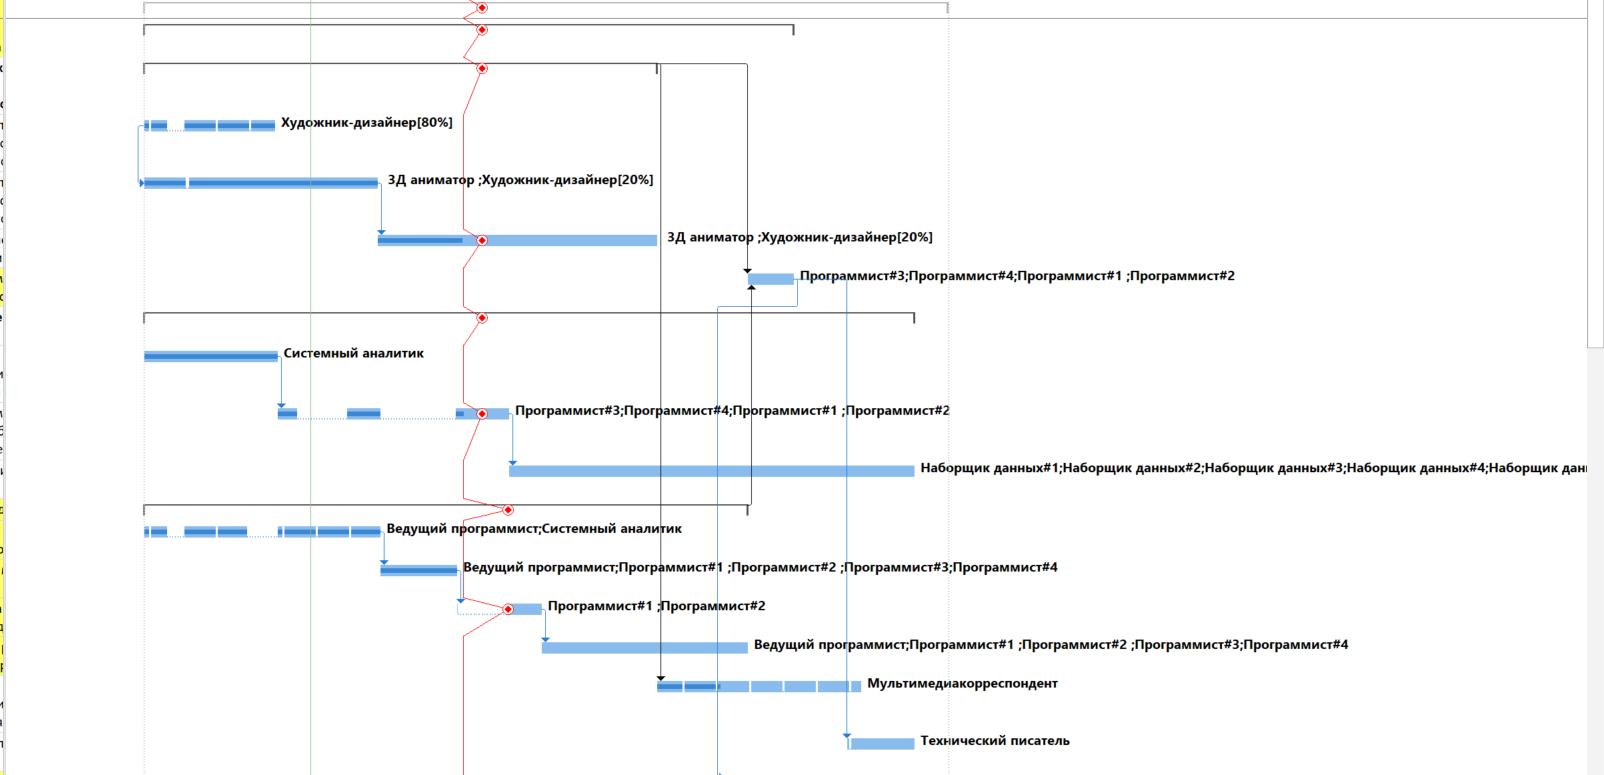 Художник-дизайнер[80%]
3Д аниматор ;Художник-дизайнер[20%]
3Д аниматор ;Художник-дизайнер[20%]
Программист#3;Программист#4;Программист#1 ;Программист#2
Системный аналитик
Программист#3;Программист#4;Программист#1 ;Программист#2
Наборщик данных#1;Наборщик данных#2;Наборщик данных#3;Наборщик данных#4;Наборщик
Ведущий программист;Системный аналитик
Ведущий программист;Программист#1 ;Программист#2 ;Программист#3;Программист#4
Программист#1 ;Программист#2
Ведущий программист;Программист#1 ;Программист#2 ;Программист#3;Программист#4
Мультимедиакорреспондент
Технический писатель